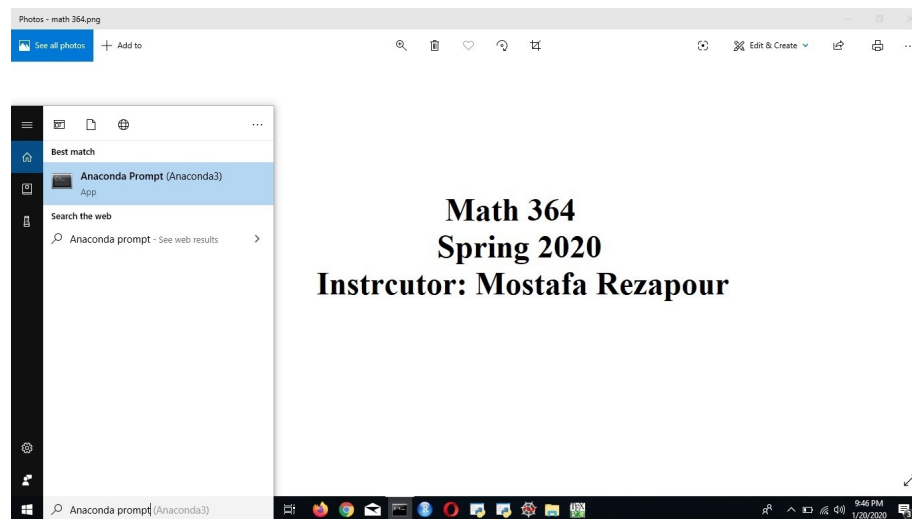 Photos - math 364.png
See all photos
Add to
Edit & Create
Best match
Anaconda Prompt (Anaconda3)
App
Search the web
Anaconda prompt - See web results
Math 364
Spring 2020
Instrcutor: Mostafa Rezapour
Anaconda prompt (Anaconda3)
9:46 PM
1/20/2020